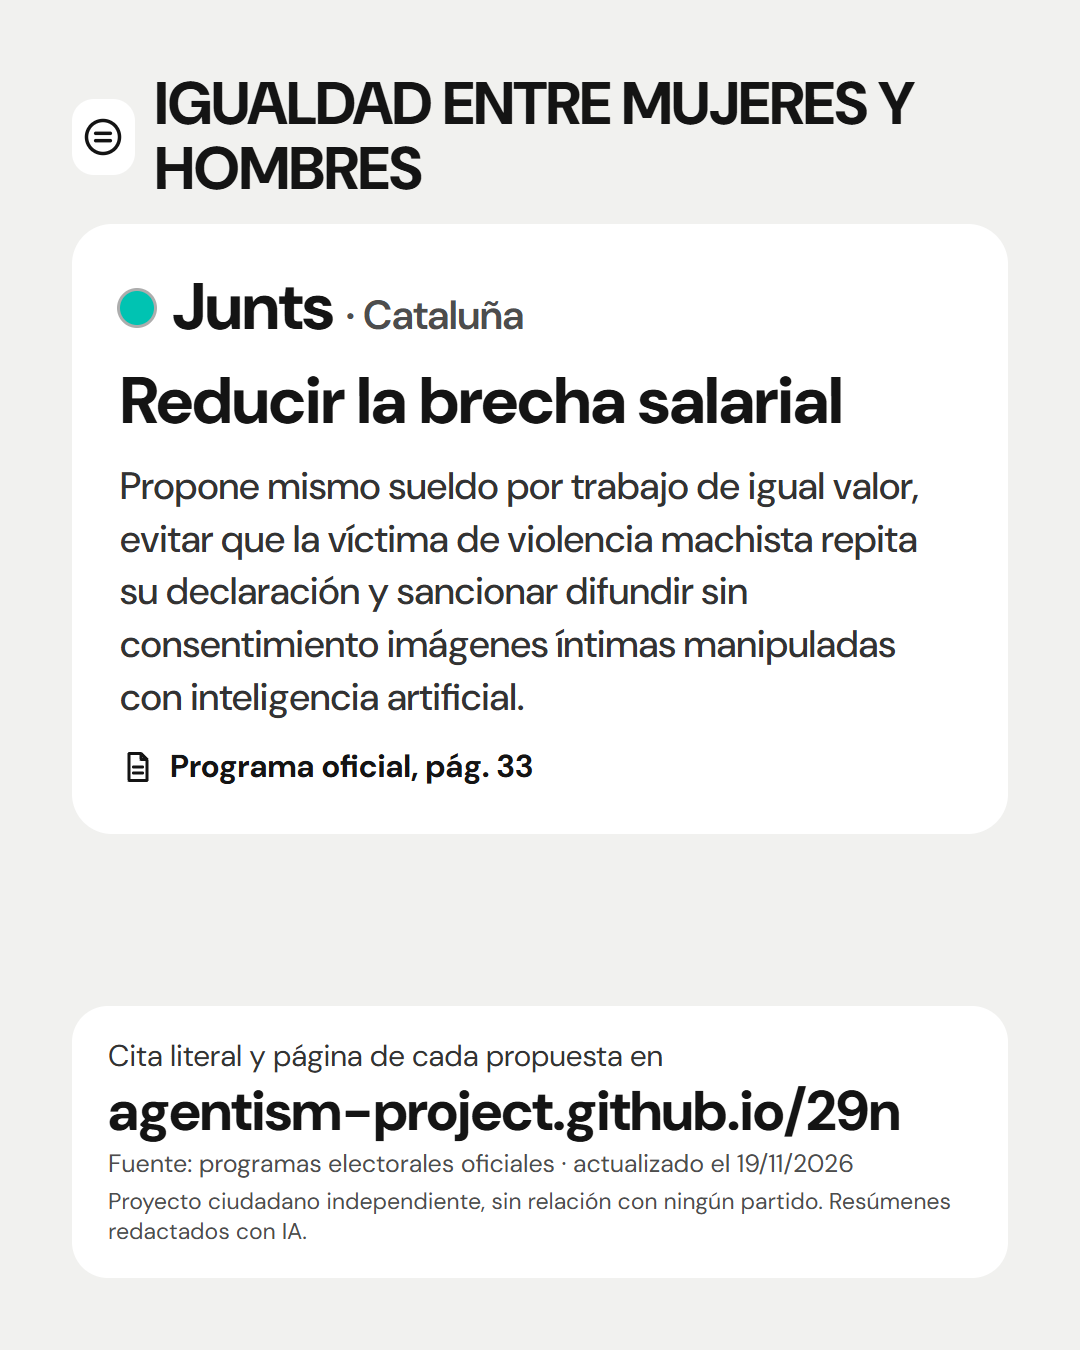 IGUALDAD ENTRE MUJERES Y
HOMBRES
Junts · Cataluña
Reducir la brecha salarial
Propone mismo sueldo por trabajo de igual valor,
evitar que la víctima de violencia machista repita
su declaración y sancionar difundir sin
consentimiento imágenes íntimas manipuladas
con inteligencia artificial.
Programa oficial, pág. 33
Cita literal y página de cada propuesta en
agentism-project.github.io/29n
Fuente: programas electorales oficiales · actualizado el 19/11/2026
Proyecto ciudadano independiente, sin relación con ningún partido. Resúmenes
redactados con IA.